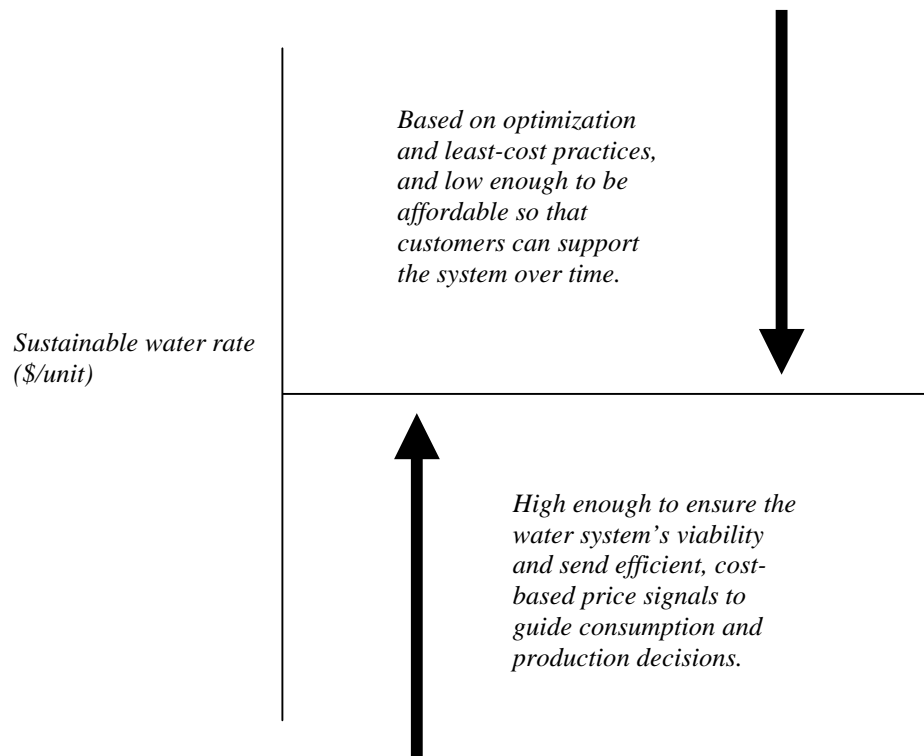 Based on optimization
and least-cost practices,
and low enough to be
affordable so that
customers can support
the system over time.
Sustainable water rate
($/unit)
High enough to ensure the
water system’s viability
and send efficient, cost-
based price signals to
guide consumption and
production decisions.